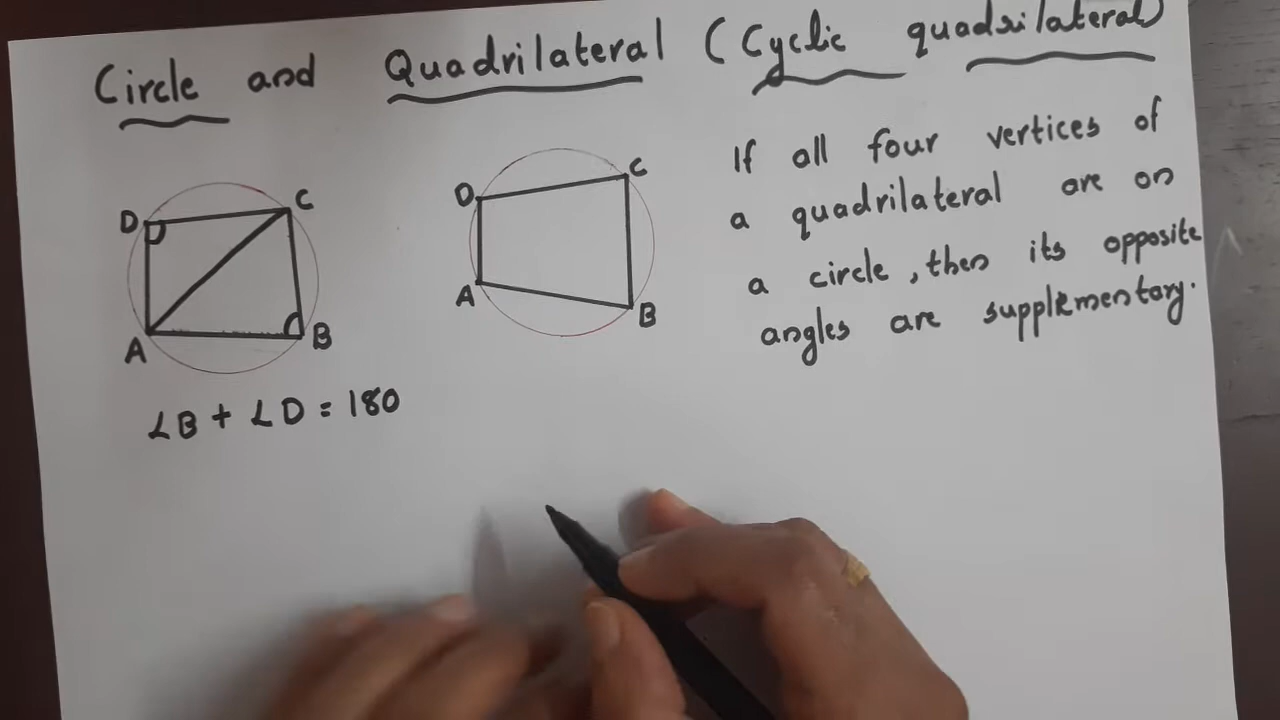 Circle and Quadrilateral (Cyclic quadrilateral)
If all four vertices of
a quadrilateral are on
a circle, then its opposite
angles are supplementary.
D C
A B
∠B + ∠D = 180
D C
A B